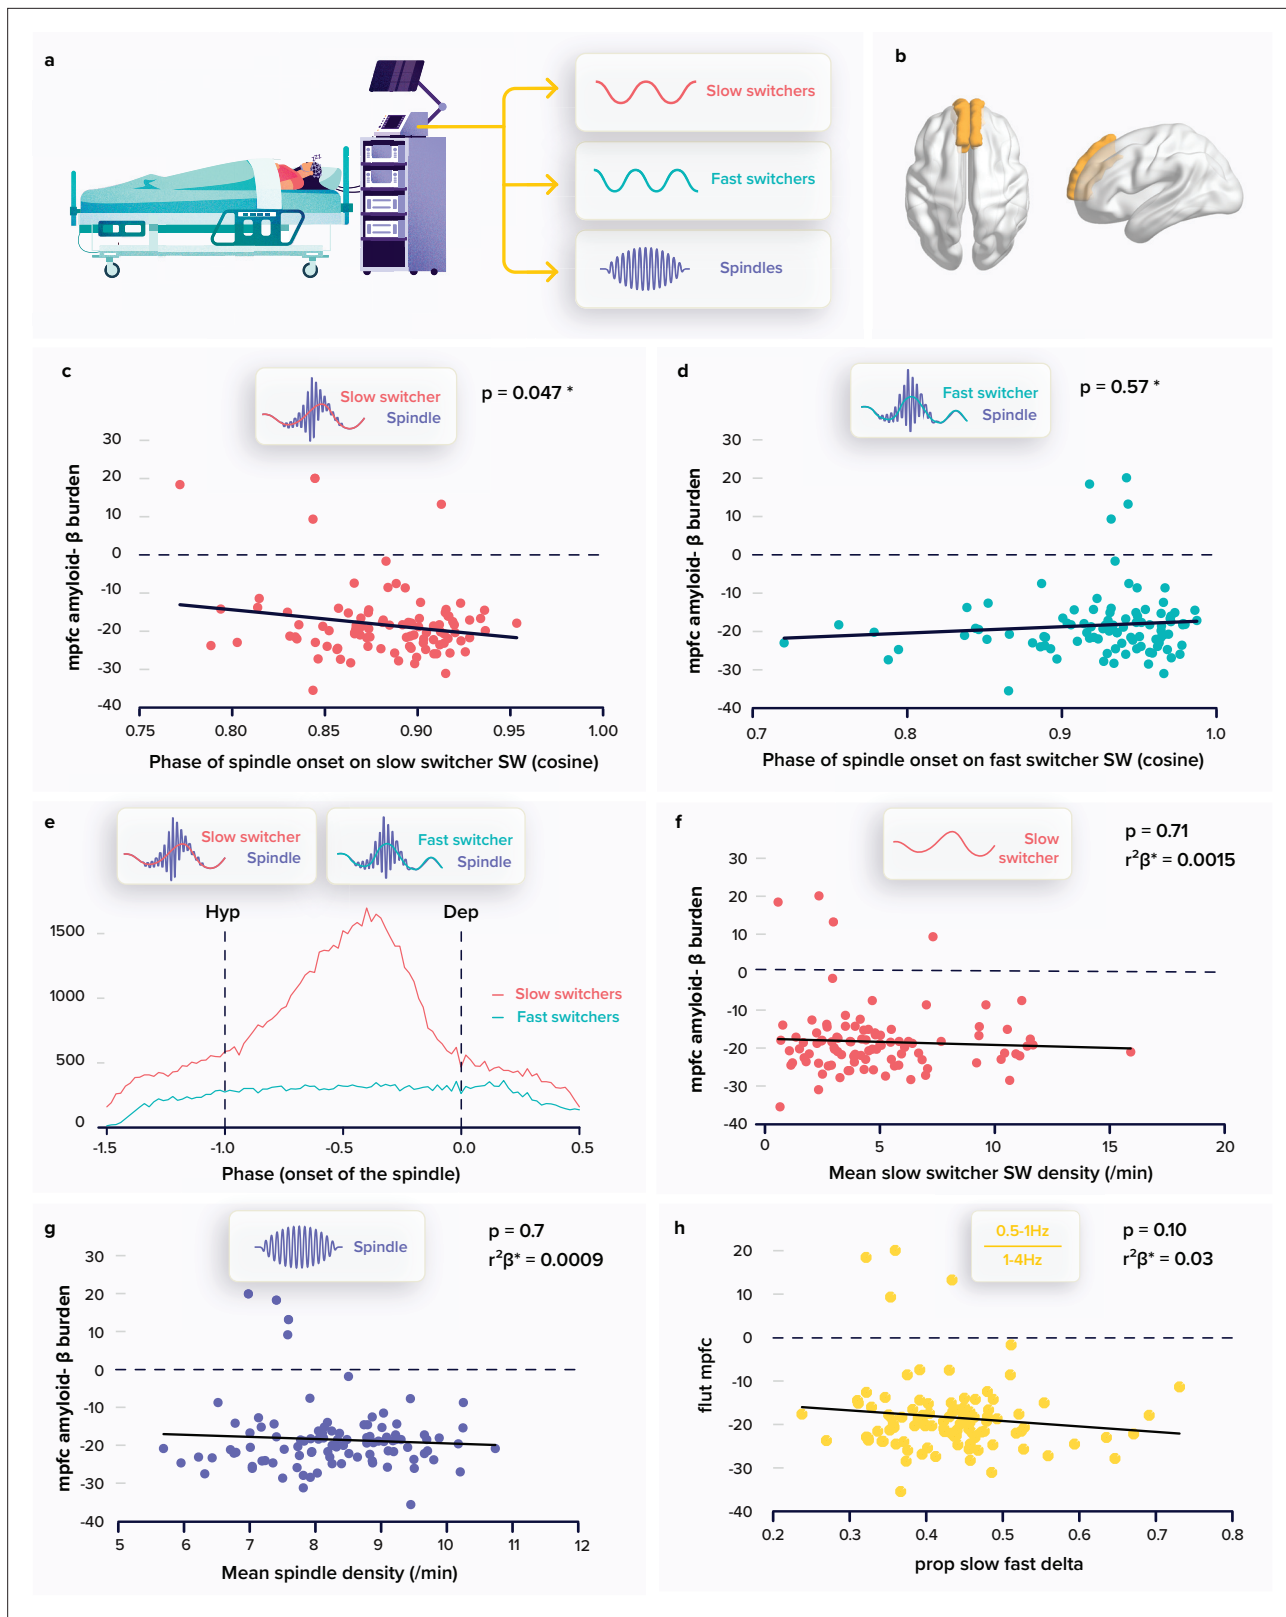 a
Slow switchers
Fast switchers
Spindles
b
c
Slow switcher
Spindle
p = 0.047 *
mpfc amyloid- β burden
30
20
10
0
-10
-20
-30
-40
0.75
0.80
0.85
0.90
0.95
1.00
Phase of spindle onset on slow switcher SW (cosine)
d
Fast switcher
Spindle
p = 0.57 *
mpfc amyloid- β burden
30
20
10
0
-10
-20
-30
-40
0.7
0.8
0.9
1.0
Phase of spindle onset on fast switcher SW (cosine)
e
Slow switcher
Spindle
Fast switcher
Spindle
Hyp
Dep
1500
1000
500
0
Slow switchers
Fast switchers
-1.5
-1.0
-0.5
0.0
0.5
Phase (onset of the spindle)
f
Slow
switcher
p = 0.71
r²β* = 0.0015
mpfc amyloid- β burden
30
20
10
0
-10
-20
-30
-40
0
5
10
15
20
Mean slow switcher SW density (/min)
g
Spindle
p = 0.7
r²β* = 0.0009
mpfc amyloid- β burden
30
20
10
0
-10
-20
-30
-40
5
6
7
8
9
10
11
12
Mean spindle density (/min)
h
0.5-1Hz
1-4Hz
p = 0.10
r²β* = 0.03
flut mpfc
20
10
0
-10
-20
-30
-40
0.2
0.3
0.4
0.5
0.6
0.7
0.8
prop slow fast delta